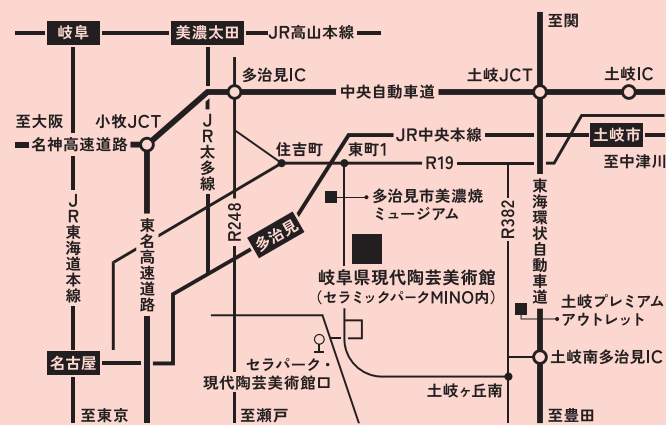 岐阜
美濃太田
JR高山本線
至関
多治見IC
土岐JCT
土岐IC
中央自動車道
至大阪
小牧JCT
名神高速道路
JR太多線
住吉町
東町1
JR中央本線
R19
土岐市
至中津川
JR東海道本線
東名高速道路
R248
多治見
多治見市美濃焼
ミュージアム
R382
東海環状自動車道
岐阜県現代陶芸美術館
（セラミックパークMINO内）
土岐プレミアム
アウトレット
名古屋
セラパーク・
現代陶芸美術館口
土岐南多治見IC
土岐ヶ丘南
至東京
至瀬戸
至豊田